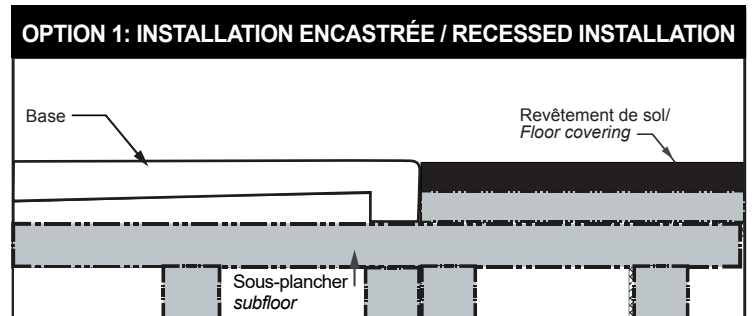 OPTION 1: INSTALLATION ENCASTRÉE / RECESSED INSTALLATION
Base
Revêtement de sol/
Floor covering
Sous-plancher
subfloor